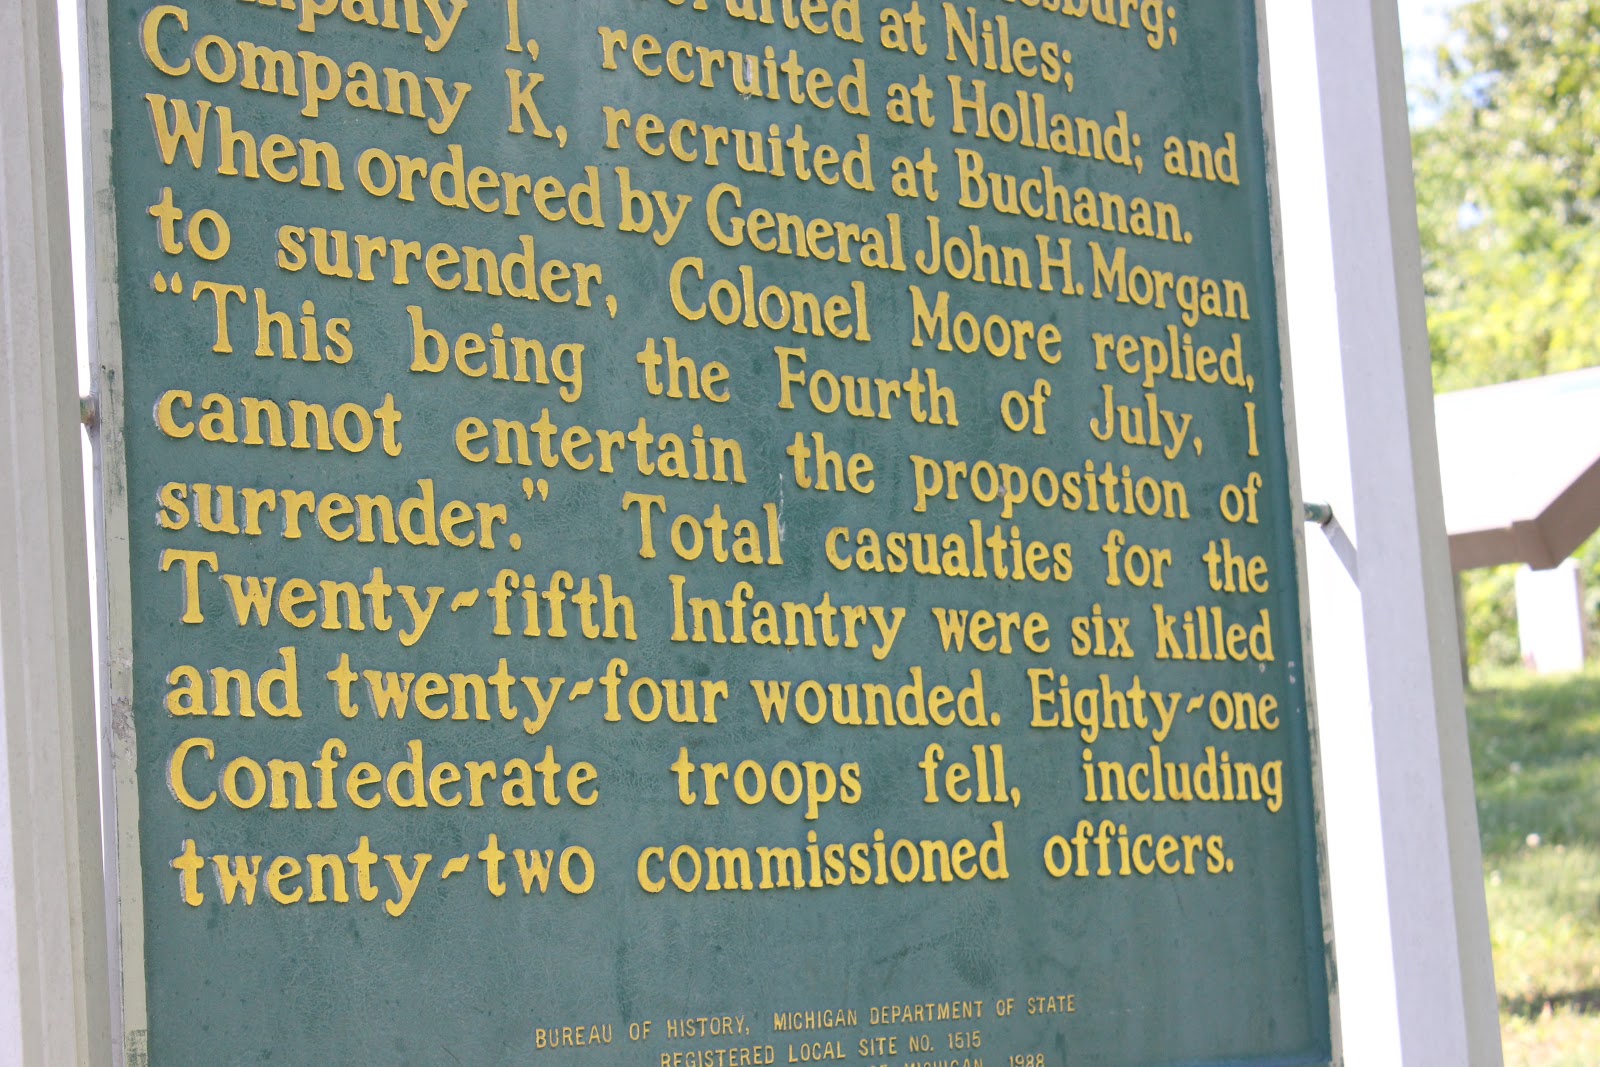 recruited at Niles;
Company I, recruited at Holland; and
Company K, recruited at Buchanan.
When ordered by General John H. Morgan
to surrender, Colonel Moore replied,
“This being the Fourth of July, I
cannot entertain the proposition of
surrender.” Total casualties for the
Twenty-fifth Infantry were six killed
and twenty-four wounded. Eighty-one
Confederate troops fell, including
twenty-two commissioned officers.
BUREAU OF HISTORY, MICHIGAN DEPARTMENT OF STATE
REGISTERED LOCAL SITE NO. 1515
MICHIGAN, 1988